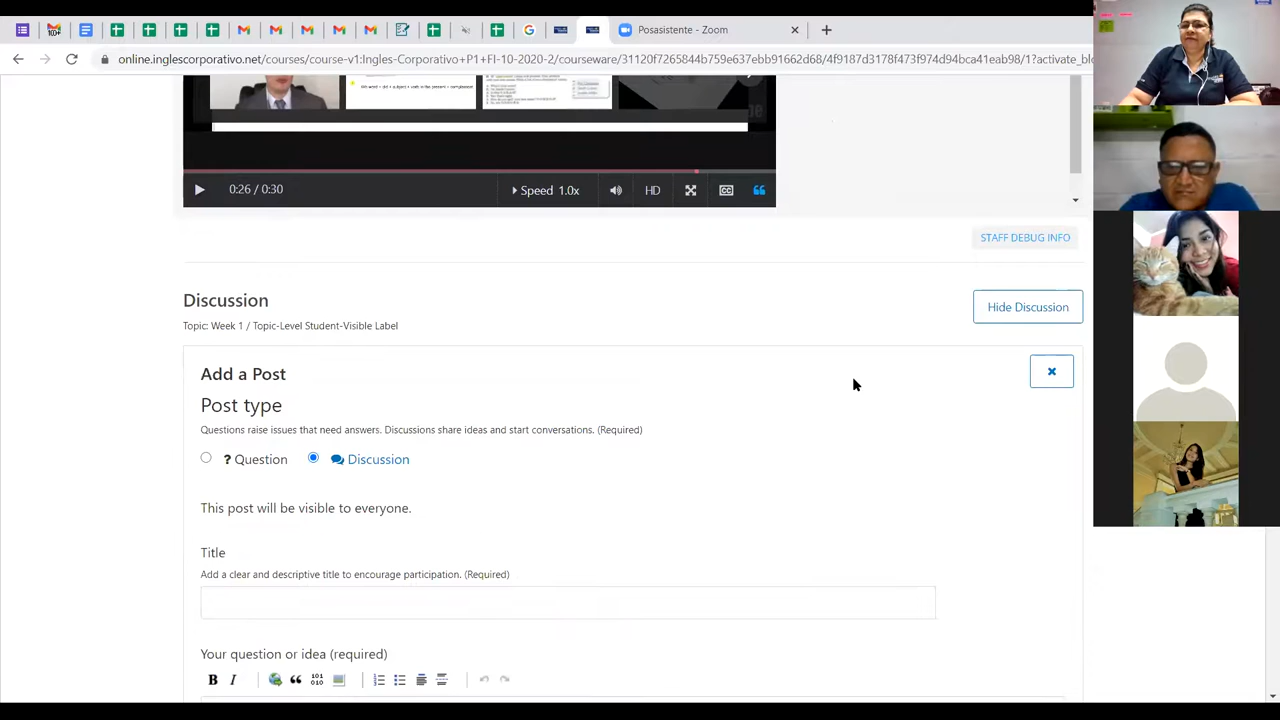 Posasistente - Zoom
online.inglescorporativo.net/courses/course-v1:Ingles-Corporativo+P1+FI-10-2020-2/courseware/31120f7265844b759e637ebb91662d68/4f9187d3178f473f974d94bca41eab98/1?activate_blo
0:26 / 0:30
Speed 1.0x
HD
CC
STAFF DEBUG INFO
Discussion
Hide Discussion
Topic: Week 1 / Topic-Level Student-Visible Label
Add a Post
Post type
Questions raise issues that need answers. Discussions share ideas and start conversations. (Required)
? Question
Discussion
This post will be visible to everyone.
Title
Add a clear and descriptive title to encourage participation. (Required)
Your question or idea (required)
B I